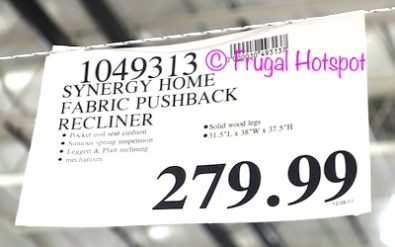 © Frugal Hotspot
1049313
SYNERGY HOME
FABRIC PUSHBACK
RECLINER
• Pocket coil seat cushion
• Sinuous spring suspension
• Leggett & Platt reclining
• mechanism
• Solid wood legs
• 31.5"L x 38"W x 37.5"H
279.99